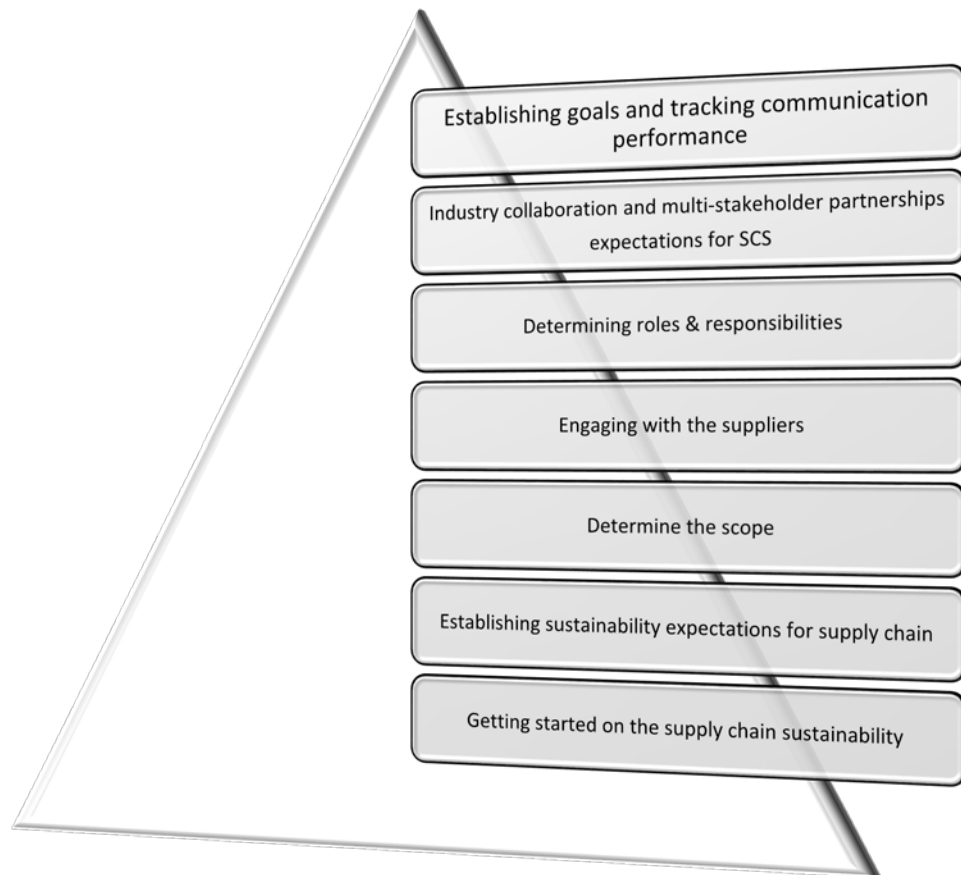 Establishing goals and tracking communication
performance
Industry collaboration and multi-stakeholder partnerships
expectations for SCS
Determining roles & responsibilities
Engaging with the suppliers
Determine the scope
Establishing sustainability expectations for supply chain
Getting started on the supply chain sustainability